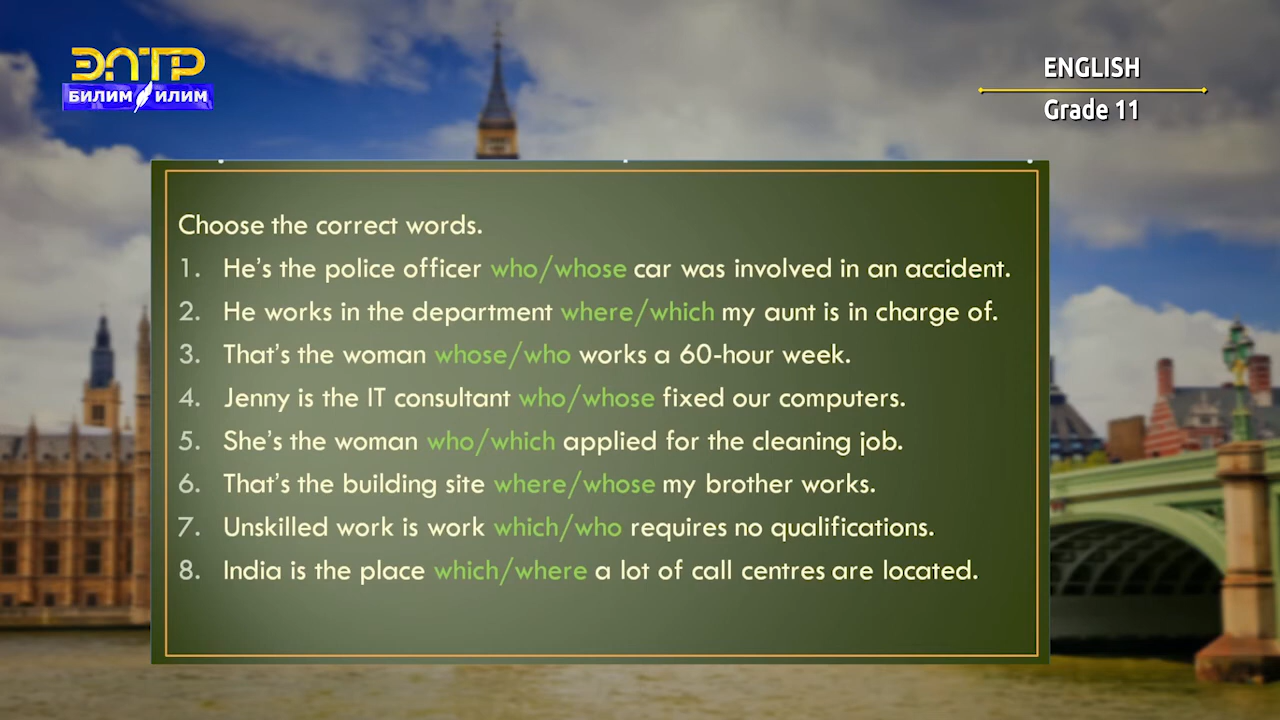 ЭЛТР
БИЛИМ ИЛИМ
ENGLISH
Grade 11
Choose the correct words.
1. He's the police officer who/whose car was involved in an accident.
2. He works in the department where/which my aunt is in charge of.
3. That's the woman whose/who works a 60-hour week.
4. Jenny is the IT consultant who/whose fixed our computers.
5. She's the woman who/which applied for the cleaning job.
6. That's the building site where/whose my brother works.
7. Unskilled work is work which/who requires no qualifications.
8. India is the place which/where a lot of call centres are located.